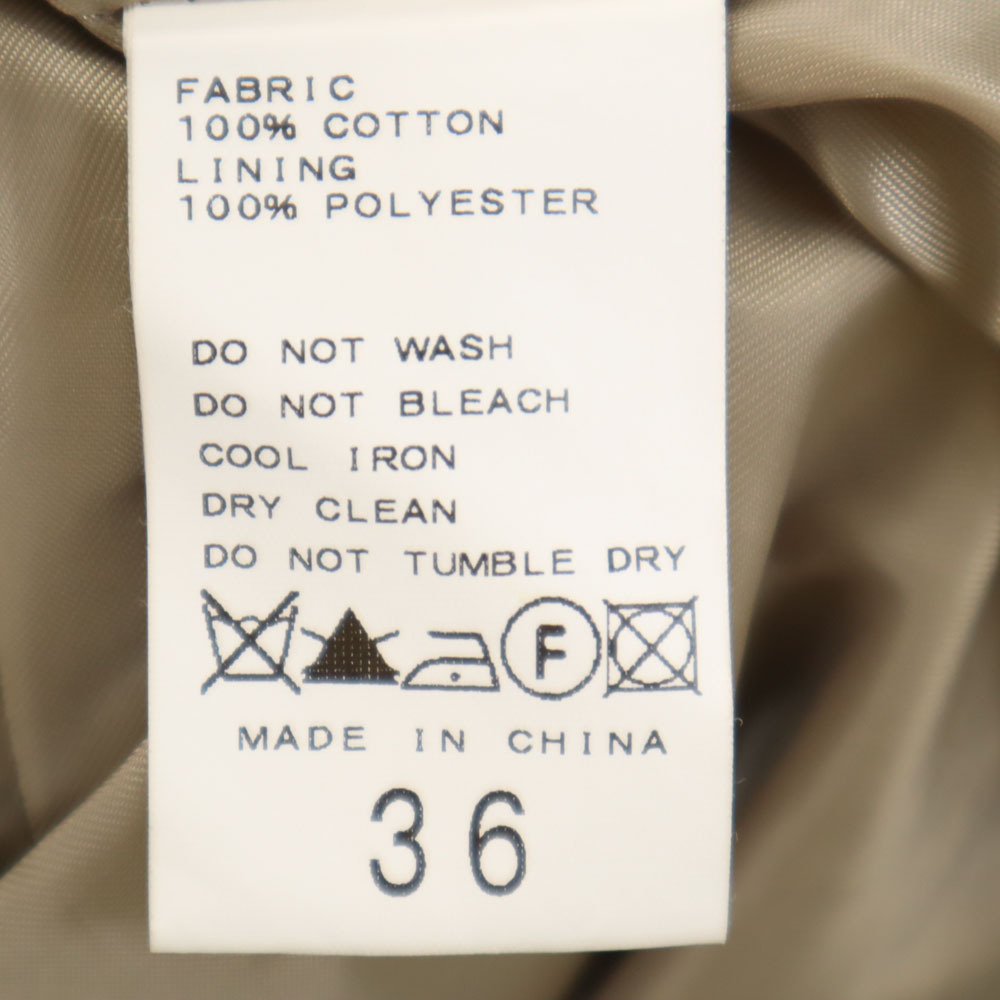 FABRIC
100% COTTON
LINING
100% POLYESTER
DO NOT WASH
DO NOT BLEACH
COOL IRON
DRY CLEAN
DO NOT TUMBLE DRY
F
MADE IN CHINA
36